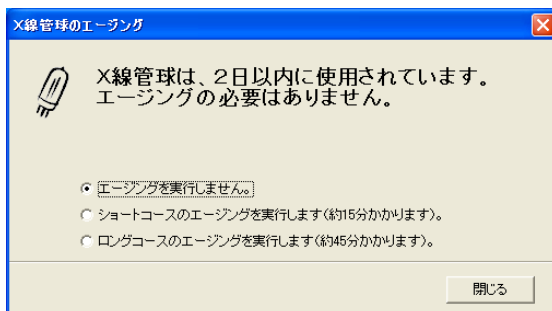 X線管球のエージング
X線管球は、2日以内に使用されています。
エージングの必要はありません。
エージングを実行しません。
ショートコースのエージングを実行します(約15分かかります)。
ロングコースのエージングを実行します(約45分かかります)。
閉じる